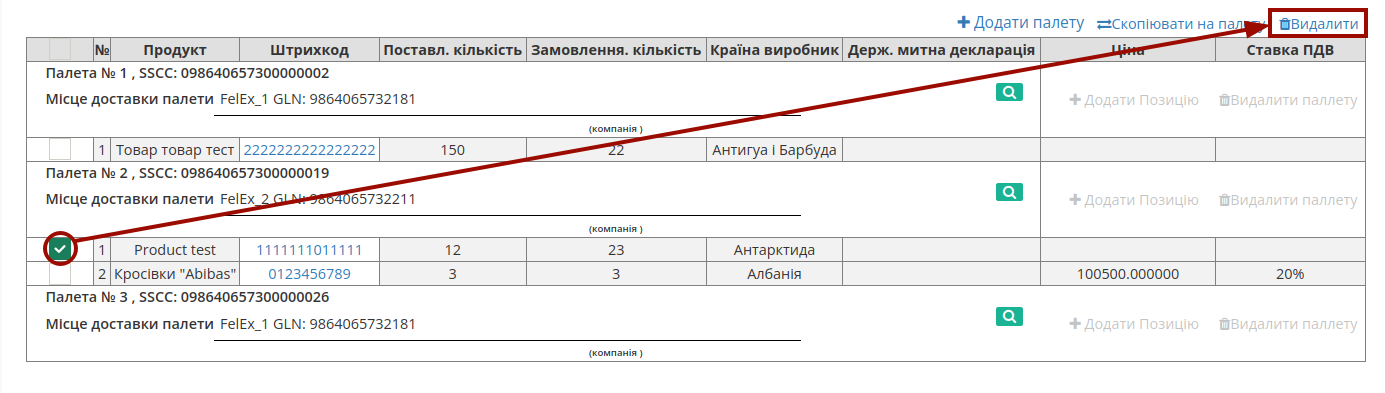 Додати палету Скопіювати на палету Видалити
№ Продукт Штрихкод Поставл. кількість Замовлення. кількість Країна виробник Держ. митна декларація Ціна Ставка ПДВ
Палета № 1 , SSCC: 098640657300000002
Місце доставки палети FelEx_1 GLN: 9864065732181 Додати Позицію Видалити паллету
(компанія )
1 Товар товар тест 2222222222222222 150 22 Антигуа і Барбуда
Палета № 2 , SSCC: 098640657300000019
Місце доставки палети FelEx_2 GLN: 9864065732211 Додати Позицію Видалити паллету
(компанія )
1 Product test 1111111011111 12 23 Антарктида
2 Кросівки "Abibas" 0123456789 3 3 Албанія 100500.000000 20%
Палета № 3 , SSCC: 098640657300000026
Місце доставки палети FelEx_1 GLN: 9864065732181 Додати Позицію Видалити паллету
(компанія )